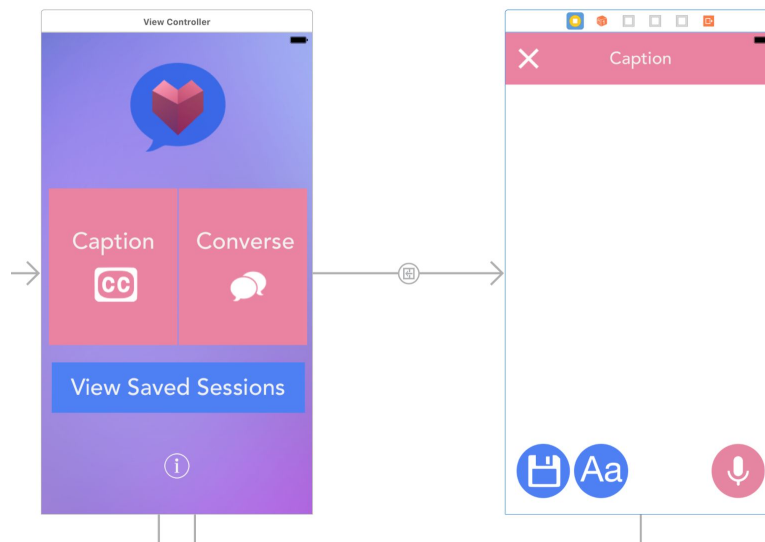 View Controller
Caption
Converse
CC
View Saved Sessions
i
Caption
Aa